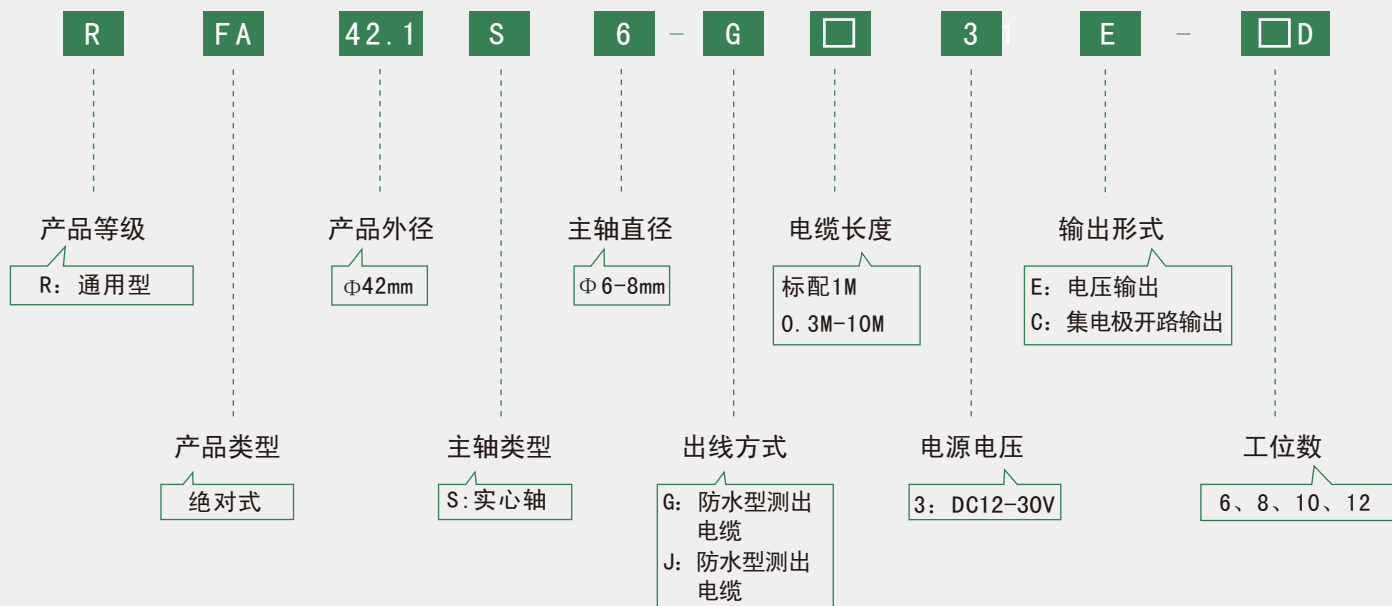 R FA 42.1 S 6 - G □ 3 1 E - □D
产品等级 产品外径 主轴直径 电缆长度 输出形式
R：通用型
Φ42mm
Φ6-8mm
标配1M
0.3M-10M
E：电压输出
C：集电极开路输出
产品类型 主轴类型 出线方式 电源电压 工位数
绝对式
S:实心轴
G：防水型测出
电缆
J：防水型测出
电缆
3：DC12-30V
6、8、10、12